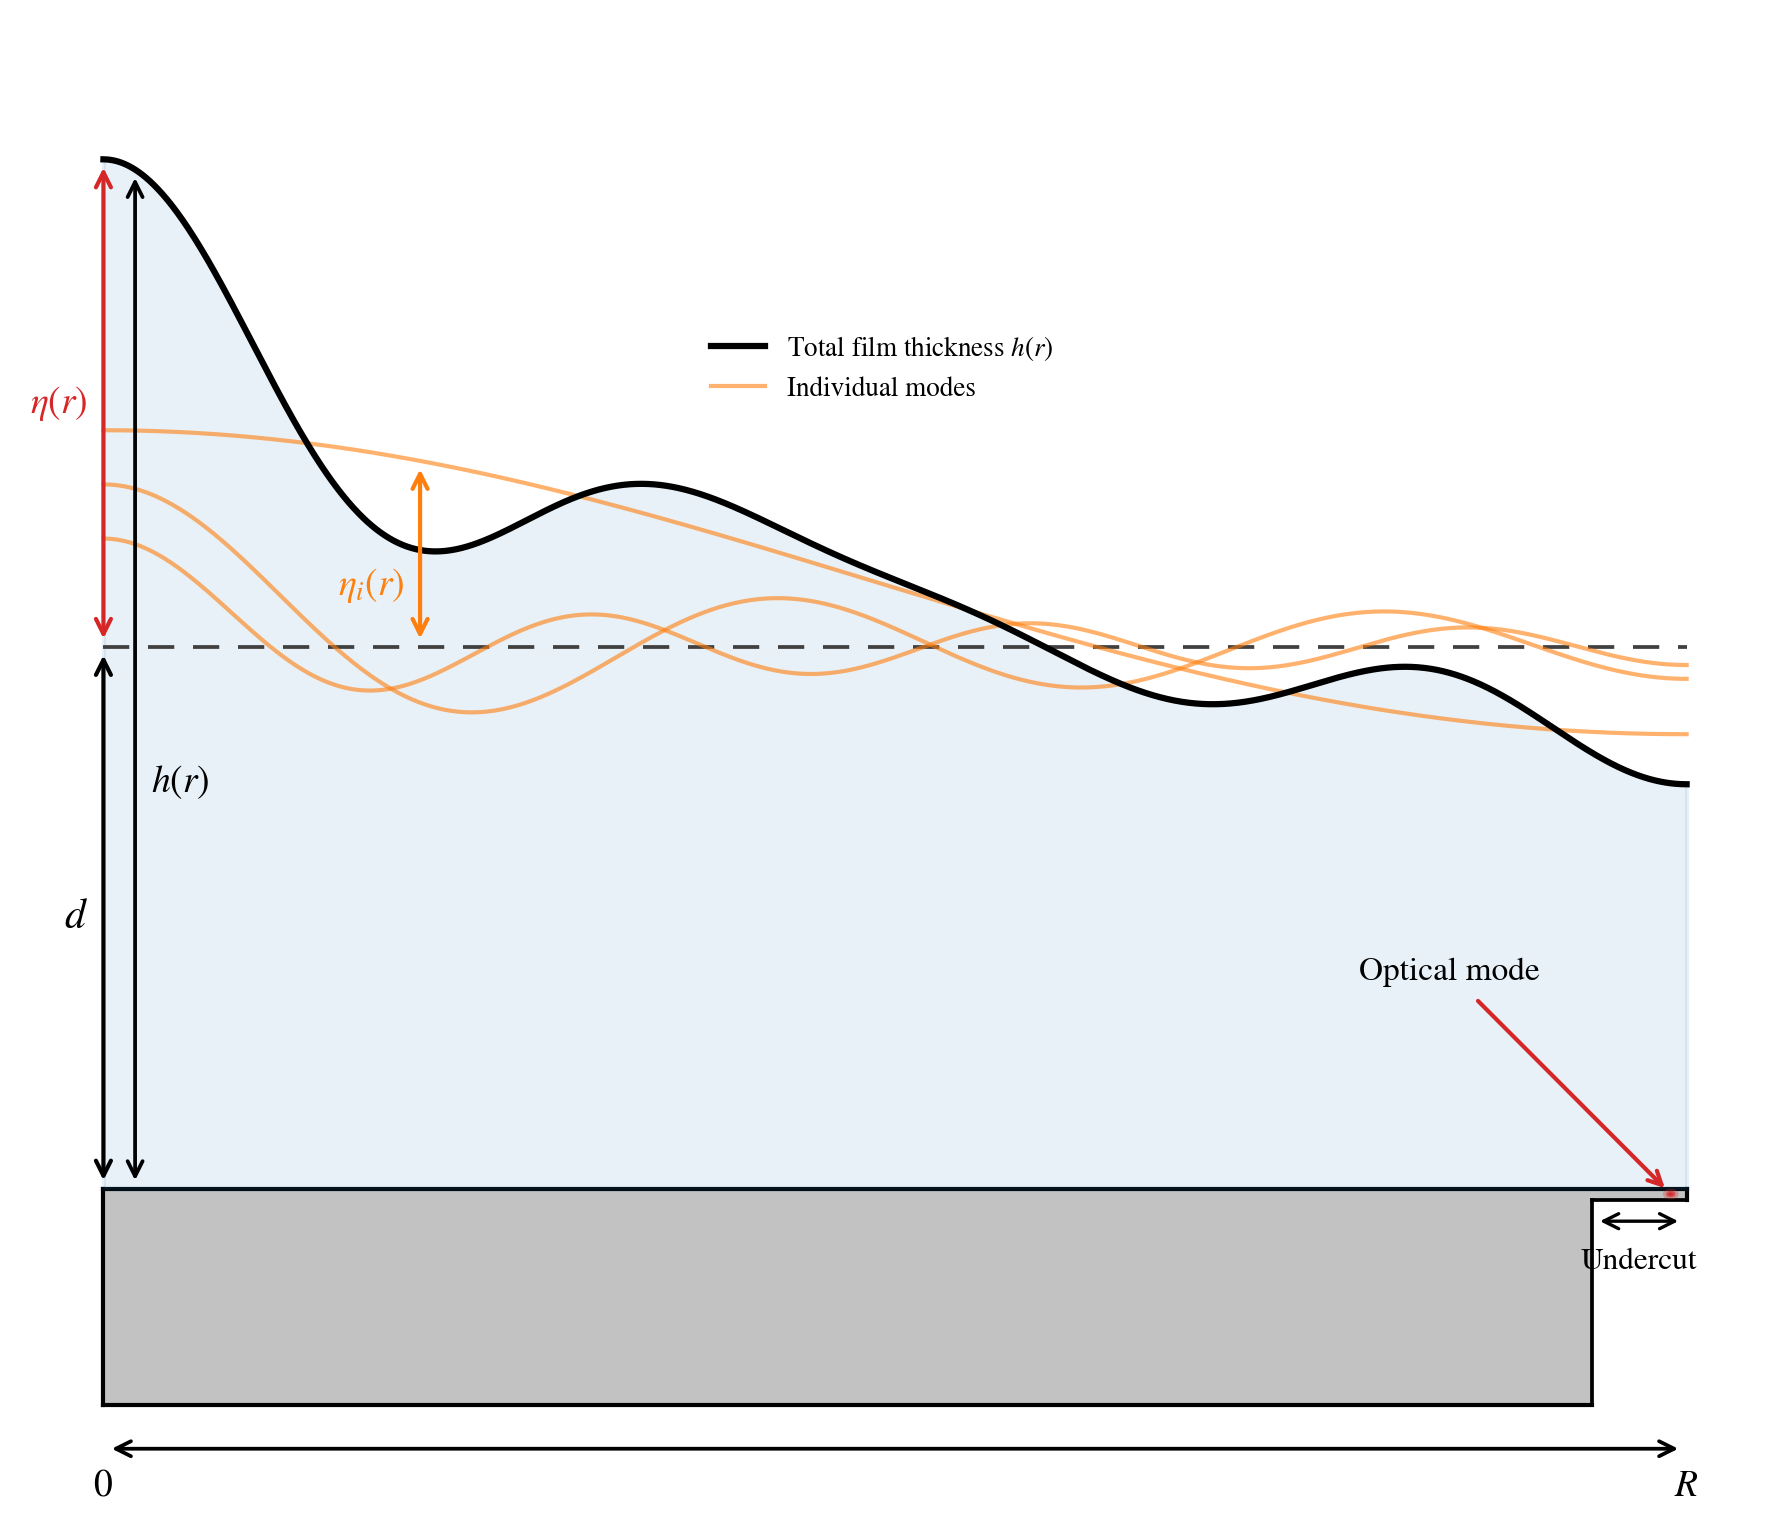 Total film thickness h(r)
Individual modes
η(r)
ηᵢ(r)
h(r)
d
Optical mode
Undercut
0
R